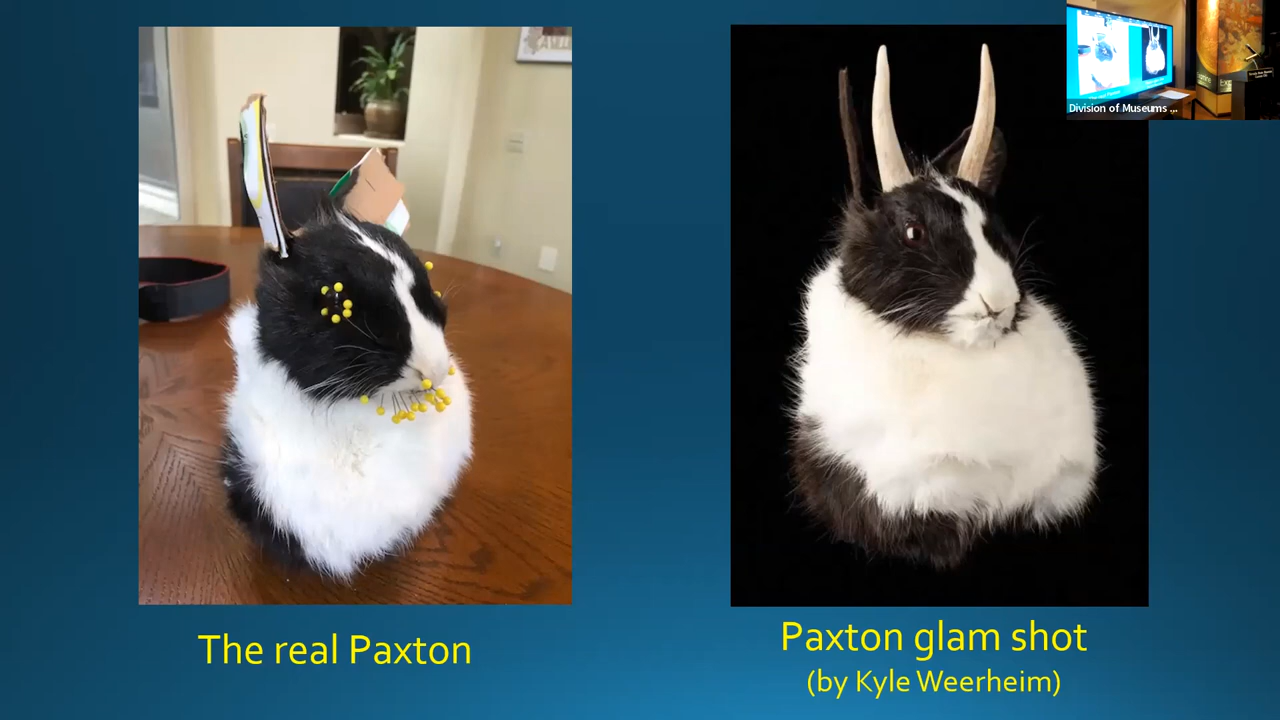 Division of Museums ...
The real Paxton
Paxton glam shot
(by Kyle Weerheim)